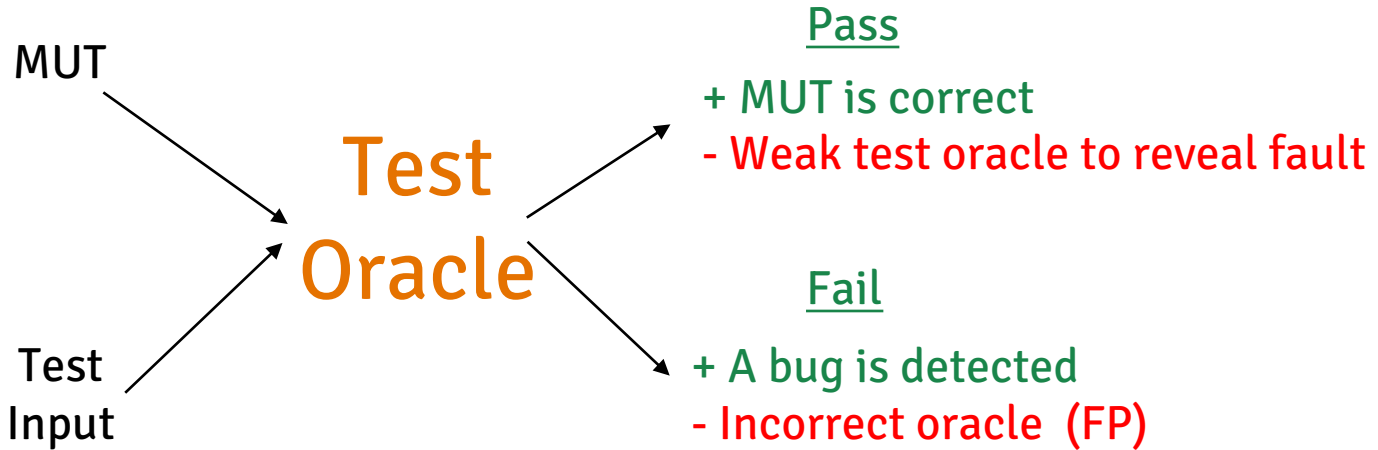 MUT
Test
Input
Test
Oracle
Pass
+ MUT is correct
- Weak test oracle to reveal fault
Fail
+ A bug is detected
- Incorrect oracle (FP)